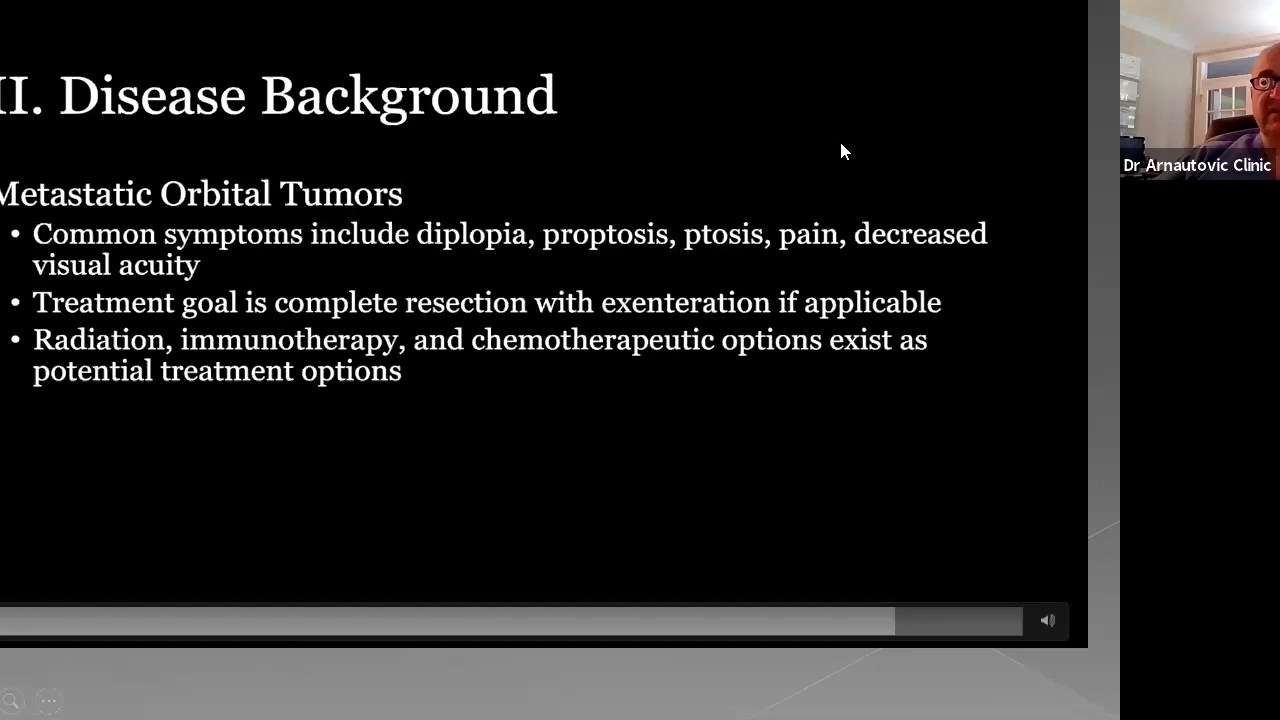 II. Disease Background
Metastatic Orbital Tumors
• Common symptoms include diplopia, proptosis, ptosis, pain, decreased
visual acuity
• Treatment goal is complete resection with exenteration if applicable
• Radiation, immunotherapy, and chemotherapeutic options exist as
potential treatment options
Dr Arnautovic Clinic